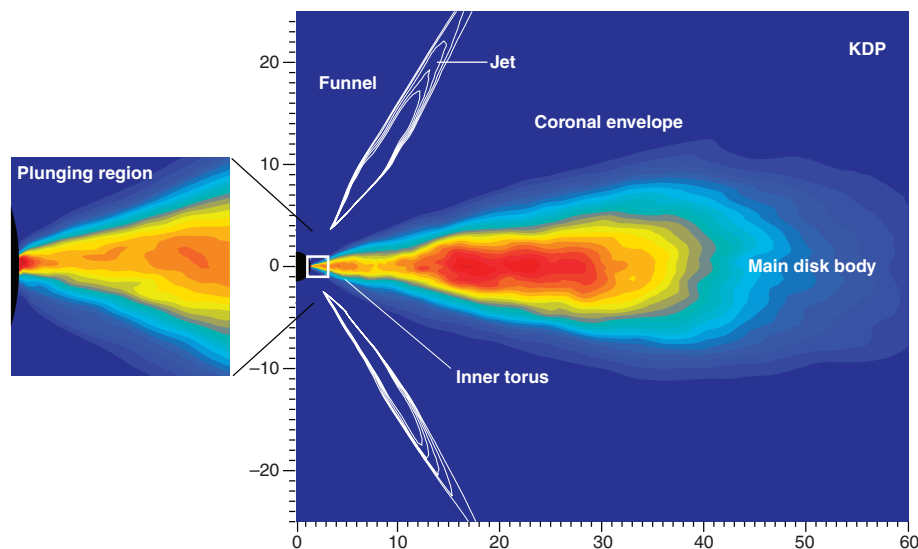 KDP
Jet
Funnel
Coronal envelope
Plunging region
Main disk body
Inner torus
20
10
0
−10
−20
0
10
20
30
40
50
60